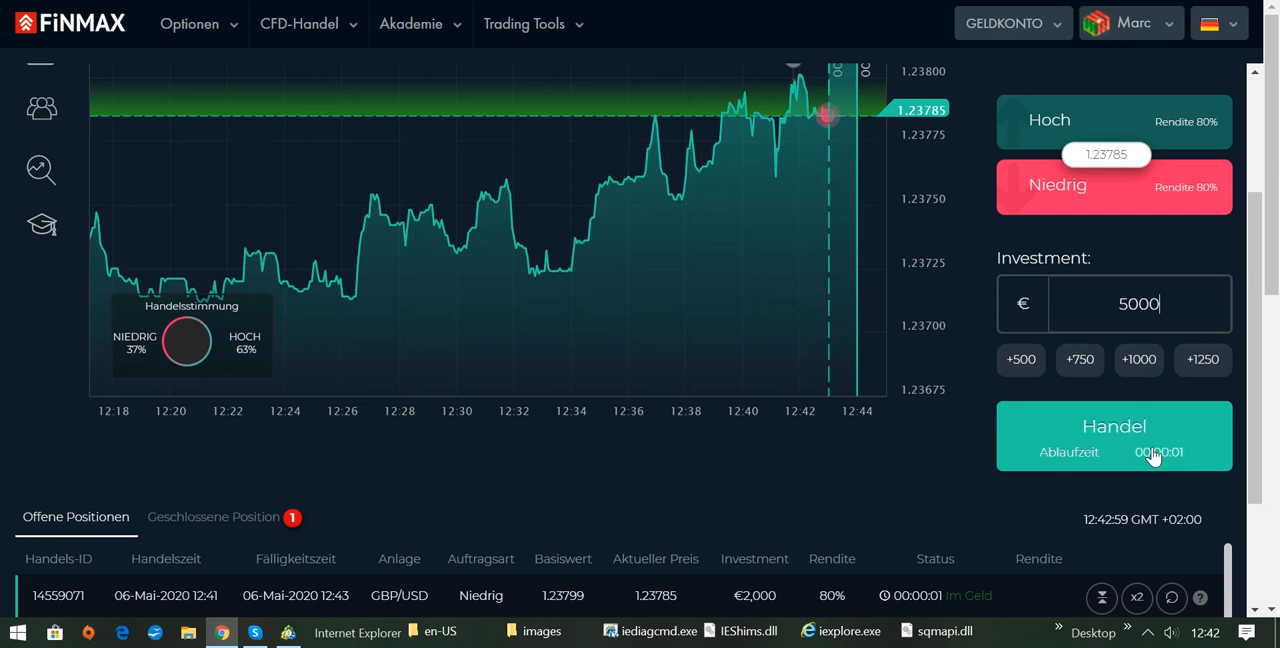 FiNMAX
Optionen
CFD-Handel
Akademie
Trading Tools
GELDKONTO
Marc
1.23800
1.23785
1.23775
1.23750
1.23725
1.23700
1.23675
Handelsstimmung
NIEDRIG
37%
HOCH
63%
12:18 12:20 12:22 12:24 12:26 12:28 12:30 12:32 12:34 12:36 12:38 12:40 12:42 12:44
Hoch Rendite 80%
1.23785
Niedrig Rendite 80%
Investment:
€ 5000
+500 +750 +1000 +1250
Handel
Ablaufzeit 00:00:01
Offene Positionen Geschlossene Position 1
12:42:59 GMT +02:00
Handels-ID Handelszeit Fälligkeitszeit Anlage Auftragsart Basiswert Aktueller Preis Investment Rendite Status Rendite
14559071 06-Mai-2020 12:41 06-Mai-2020 12:43 GBP/USD Niedrig 1.23799 1.23785 €2,000 80% 00:00:01 Im Geld x2 ?
Internet Explorer en-US images iediagcmd.exe IEShims.dll iexplore.exe sqmapi.dll » Desktop » 12:42